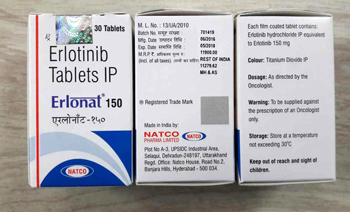 30 Tablets
Erlotinib
Tablets IP
Erlonat® 150
एरलोनॉट-१५०
NATCO
M. L. No. : 13/UA/2010
Batch No. 701419
Mfg. Date 06/2016
Exp. Date 05/2018
M.R.P. 11900.00
(Incl. of all taxes) REST OF INDIA
11279.62
MH & AS
® Registered Trade Mark
Mfd. by:
NATCO
PHARMA LIMITED
NATCO
Plot No A-3, UPSIDC Industrial Area,
Selaqui, Dehradun-248197, Uttarakhand
Regd. Office: Natco House, Road No.2,
Banjara Hills, Hyderabad - 500 034.
Each film coated tablet contains:
Erlotinib hydrochloride IP equivalent
to Erlotinib 150 mg
Colour: Titanium Dioxide IP
Dosage: As directed by the
Oncologist.
Warning: To be supplied against the
prescription of an Oncologist
only.
Storage: Store at a temperature
not exceeding 30°C
Keep out of reach and sight of
children.